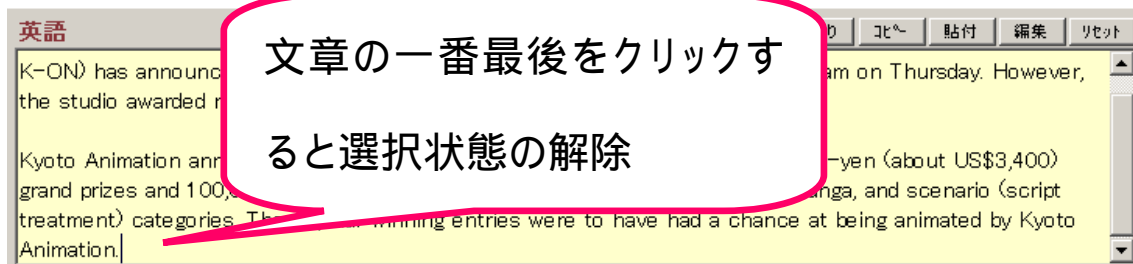 英語
ｺﾋﾟｰ 貼付 編集 ﾘｾｯﾄ
文章の一番最後をクリックす
ると選択状態の解除
K-ON) has announc am on Thursday. However,
the studio awarded
Kyoto Animation ann -yen (about US$3,400)
grand prizes and 100, anga, and scenario (script
treatment) categories. winning entries were to have had a chance at being animated by Kyoto
Animation.